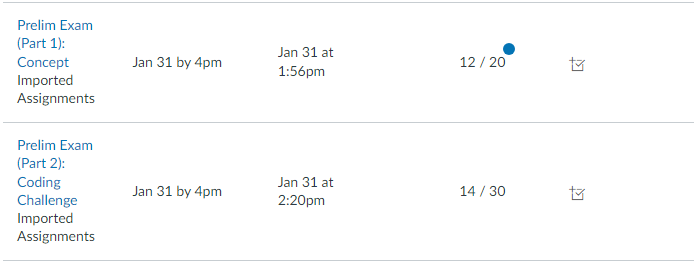 Prelim Exam
(Part 1):
Concept
Imported
Assignments
Jan 31 by 4pm
Jan 31 at
1:56pm
12 / 20
Prelim Exam
(Part 2):
Coding
Challenge
Imported
Assignments
Jan 31 by 4pm
Jan 31 at
2:20pm
14 / 30